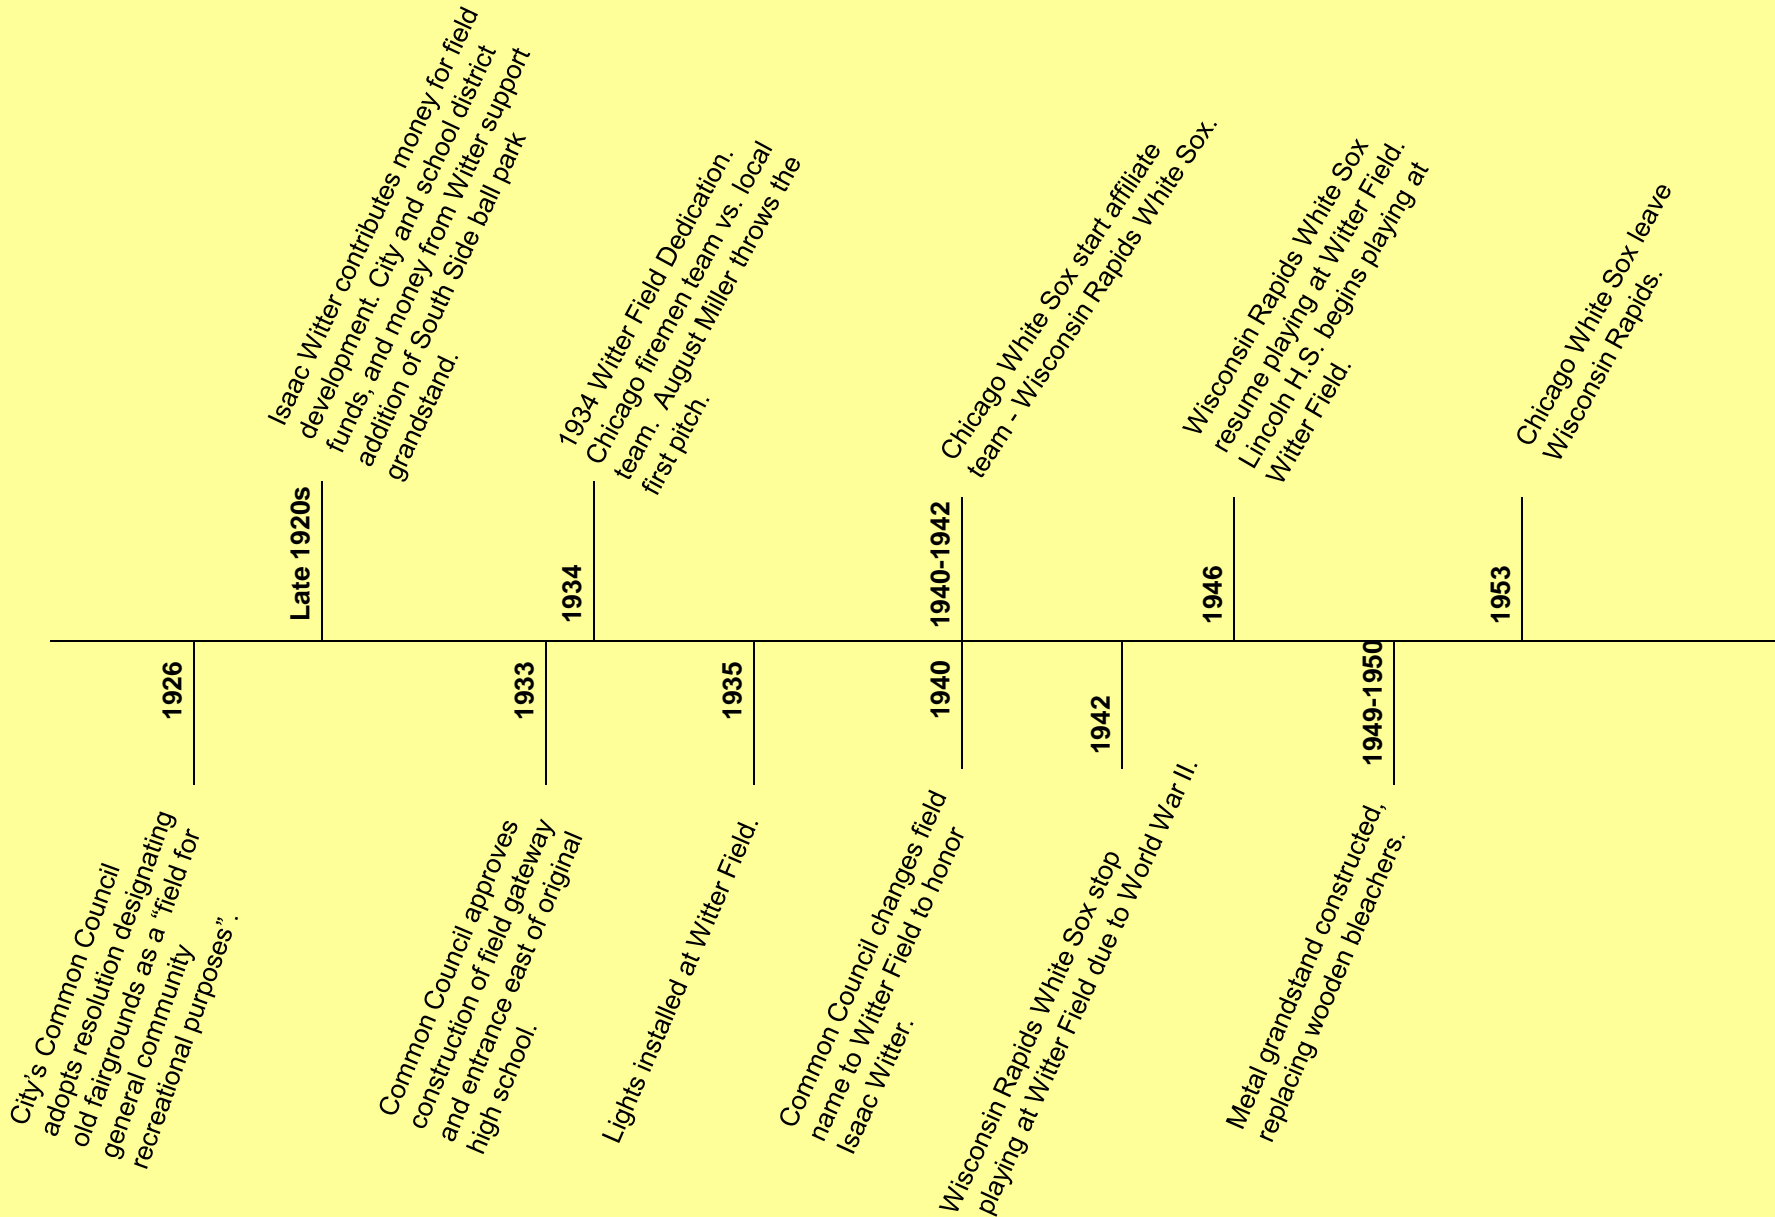 Late 1920s
Isaac Witter contributes money for field
development. City and school district
funds, and money from Witter support
addition of South Side ball park
grandstand.
1934
1934 Witter Field Dedication.
Chicago firemen team vs. local
team.  August Miller throws the
first pitch.
1940-1942
Chicago White Sox start affiliate
team - Wisconsin Rapids White Sox.
1946
Wisconsin Rapids White Sox
resume playing at Witter Field.
Lincoln H.S. begins playing at
Witter Field.
1953
Chicago White Sox leave
Wisconsin Rapids.
1926
City’s Common Council
adopts resolution designating
old fairgrounds as a “field for
general community
recreational purposes”.
1933
Common Council approves
construction of field gateway
and entrance east of original
high school.
1935
Lights installed at Witter Field.
1940
Common Council changes field
name to Witter Field to honor
Isaac Witter.
1942
Wisconsin Rapids White Sox stop
playing at Witter Field due to World War II.
1949-1950
Metal grandstand constructed,
replacing wooden bleachers.